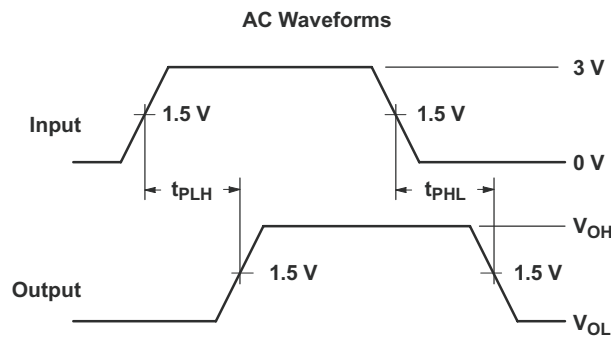 AC Waveforms
3 V
Input
1.5 V
1.5 V
0 V
tPLH
tPHL
VOH
Output
1.5 V
1.5 V
VOL